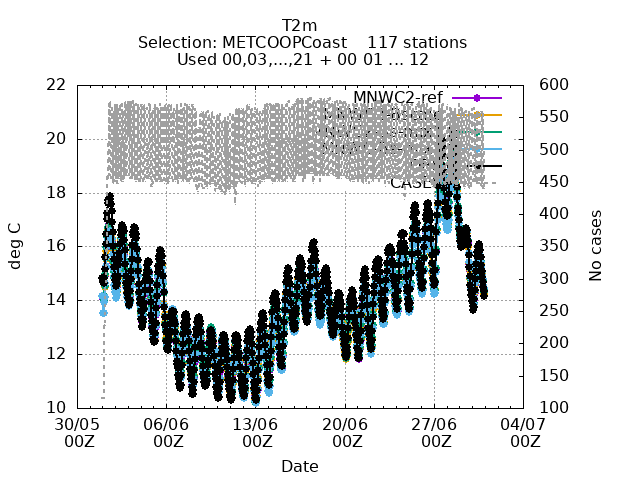 T2m
Selection: METCOOPCoast    117 stations
Used 00,03,...,21 + 00 01 ... 12
22
20
18
16
14
12
10
deg C
600
550
500
450
400
350
300
250
200
150
100
No cases
MNWC2-ref
CASES
30/05 06/06 13/06 20/06 27/06 04/07
00Z 00Z 00Z 00Z 00Z 00Z
Date